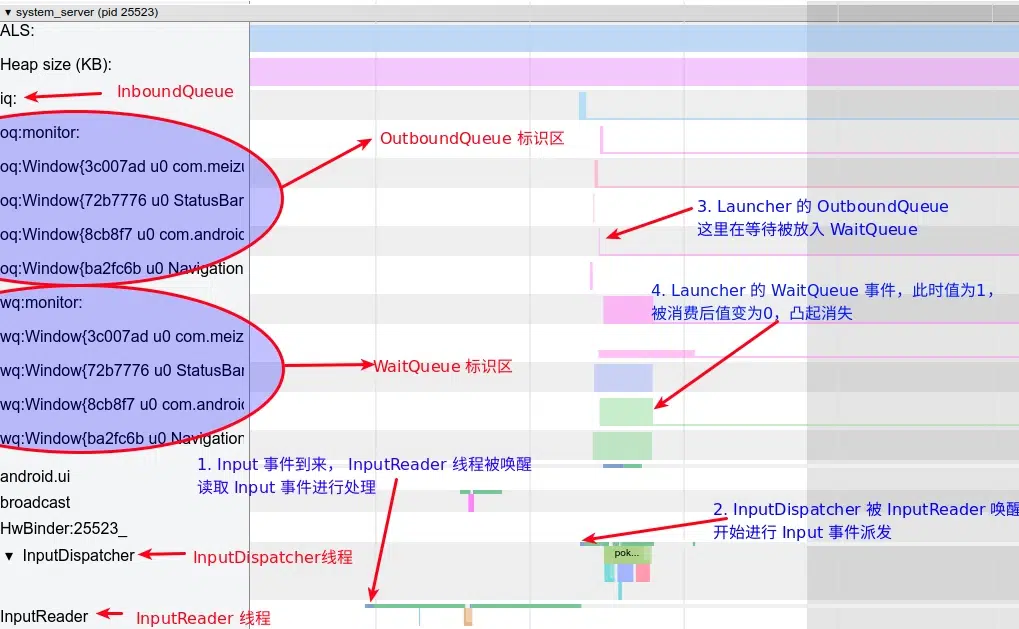 ▼ system_server (pid 25523)
ALS:
Heap size (KB):
iq:
InboundQueue
oq:monitor:
OutboundQueue 标识区
oq:Window{3c007ad u0 com.meizu
oq:Window{72b7776 u0 StatusBar
3. Launcher 的 OutboundQueue
这里在等待被放入 WaitQueue
oq:Window{8cb8f7 u0 com.android
oq:Window{ba2fc6b u0 Navigation
4. Launcher 的 WaitQueue 事件，此时值为1，
被消费后值变为0，凸起消失
wq:monitor:
wq:Window{3c007ad u0 com.meiz
wq:Window{72b7776 u0 StatusBar
WaitQueue 标识区
wq:Window{8cb8f7 u0 com.androi
wq:Window{ba2fc6b u0 Navigation
1. Input 事件到来， InputReader 线程被唤醒
读取 Input 事件进行处理
android.ui
broadcast
2. InputDispatcher 被 InputReader 唤醒
开始进行 Input 事件派发
HwBinder:25523_
▼ InputDispatcher
InputDispatcher线程
pok...
InputReader
InputReader 线程